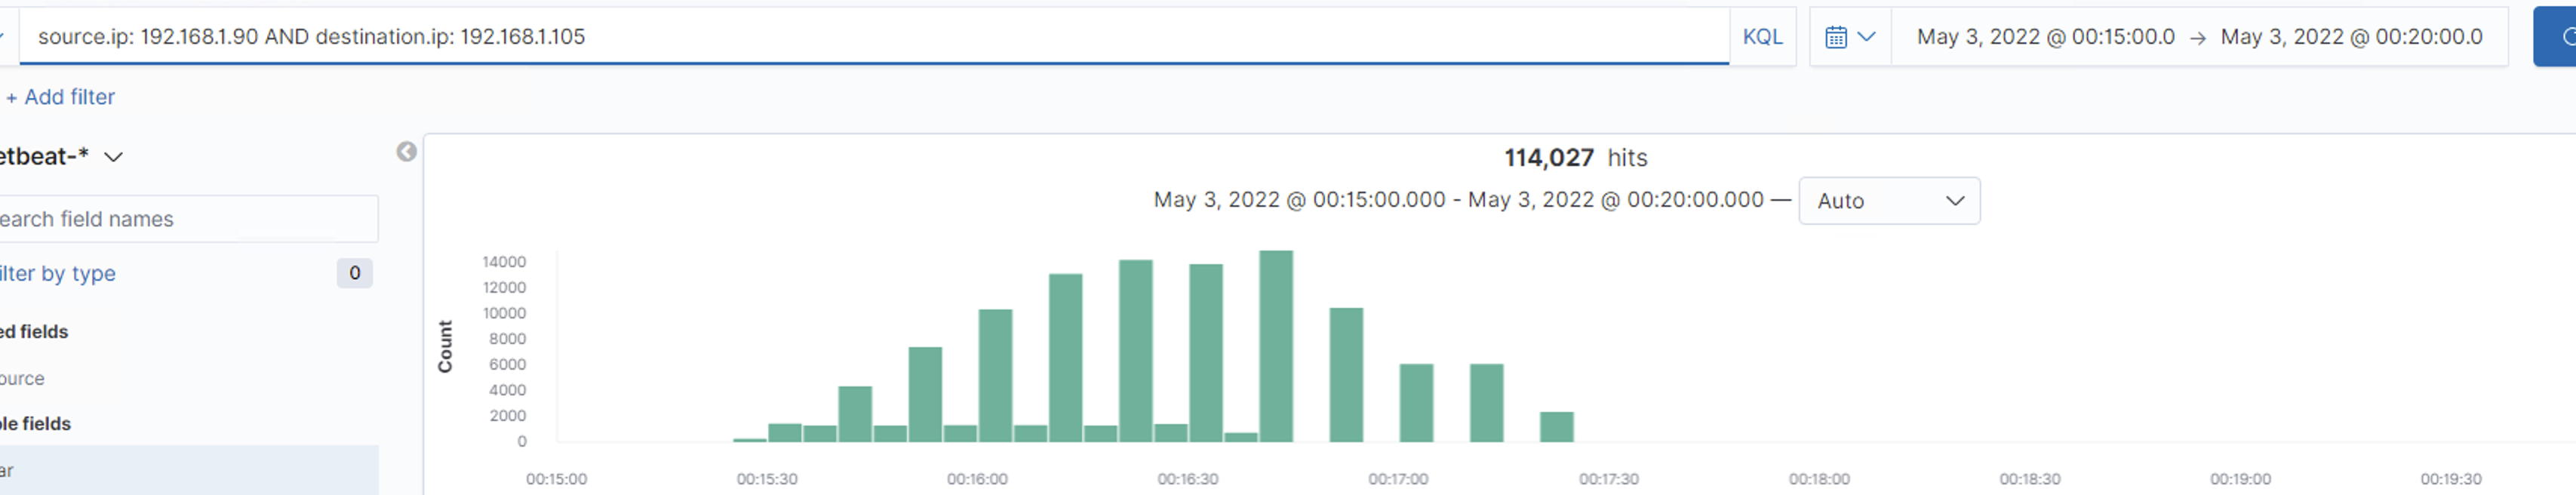 source.ip: 192.168.1.90 AND destination.ip: 192.168.1.105 KQL May 3, 2022 @ 00:15:00.0 → May 3, 2022 @ 00:20:00.0
+ Add filter
etbeat-*
114,027 hits
May 3, 2022 @ 00:15:00.000 - May 3, 2022 @ 00:20:00.000 — Auto
earch field names
ilter by type 0
ed fields
ource
le fields
ar
Count
14000
12000
10000
8000
6000
4000
2000
0
00:15:00 00:15:30 00:16:00 00:16:30 00:17:00 00:17:30 00:18:00 00:18:30 00:19:00 00:19:30